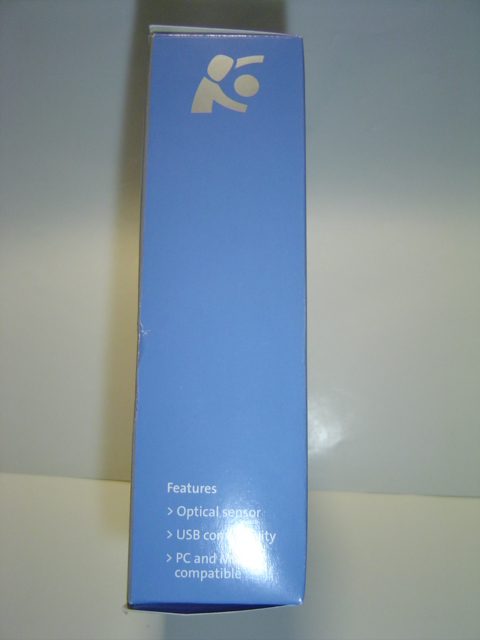 Features
> Optical sensor
> USB
> PC and
compatible